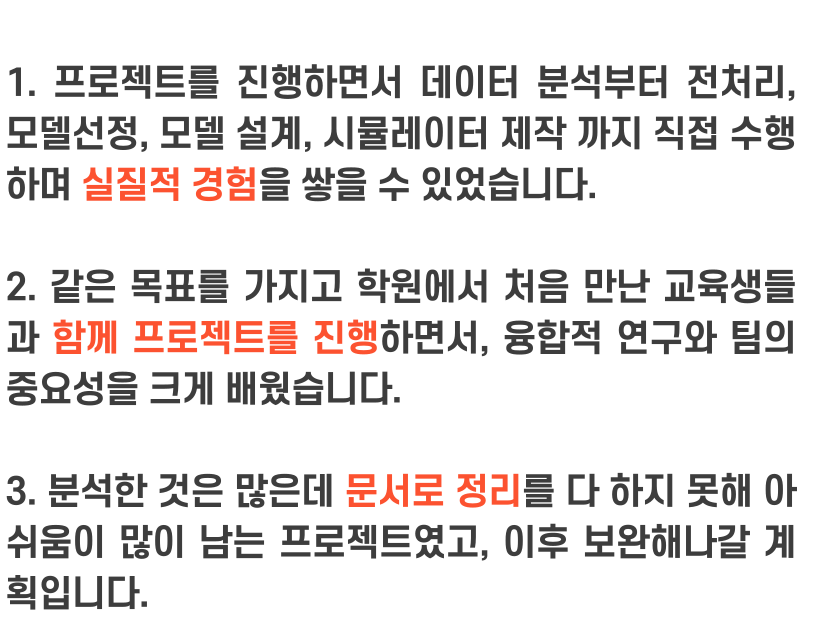 1. 프로젝트를 진행하면서 데이터 분석부터 전처리,
모델선정, 모델 설계, 시뮬레이터 제작 까지 직접 수행
하며 실질적 경험을 쌓을 수 있었습니다.
2. 같은 목표를 가지고 학원에서 처음 만난 교육생들
과 함께 프로젝트를 진행하면서, 융합적 연구와 팀의
중요성을 크게 배웠습니다.
3. 분석한 것은 많은데 문서로 정리를 다 하지 못해 아
쉬움이 많이 남는 프로젝트였고, 이후 보완해나갈 계
획입니다.